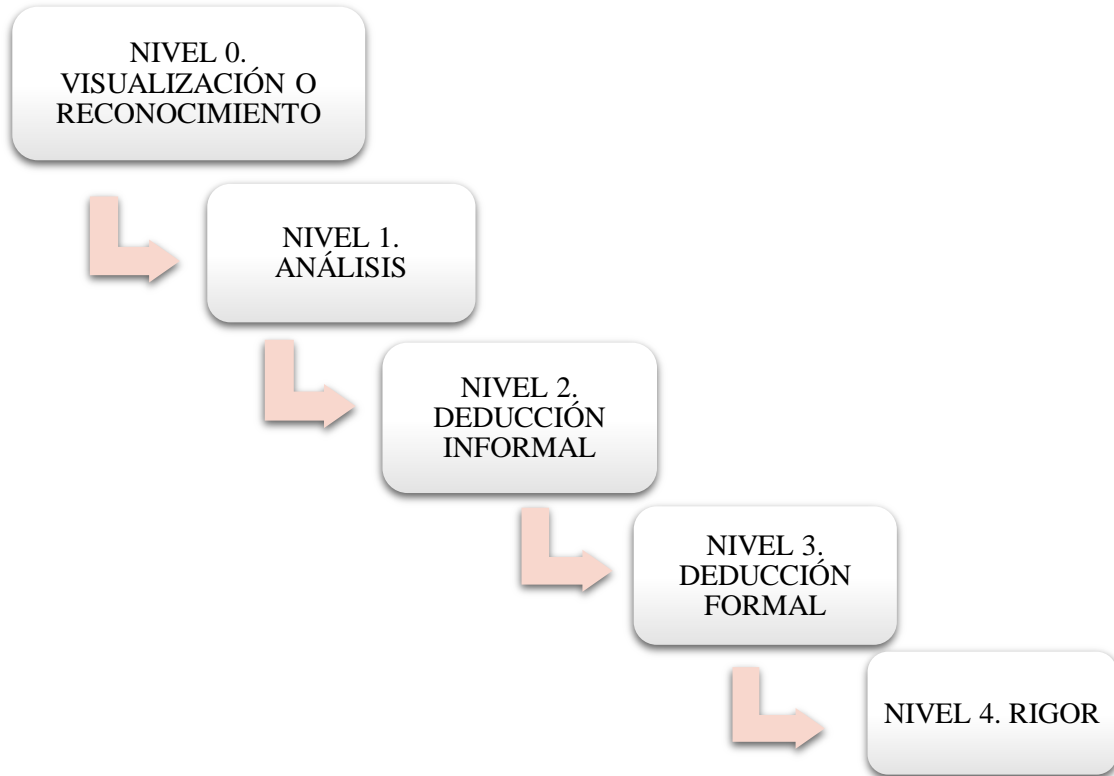 NIVEL 0.
VISUALIZACIÓN O
RECONOCIMIENTO
NIVEL 1.
ANÁLISIS
NIVEL 2.
DEDUCCIÓN
INFORMAL
NIVEL 3.
DEDUCCIÓN
FORMAL
NIVEL 4. RIGOR